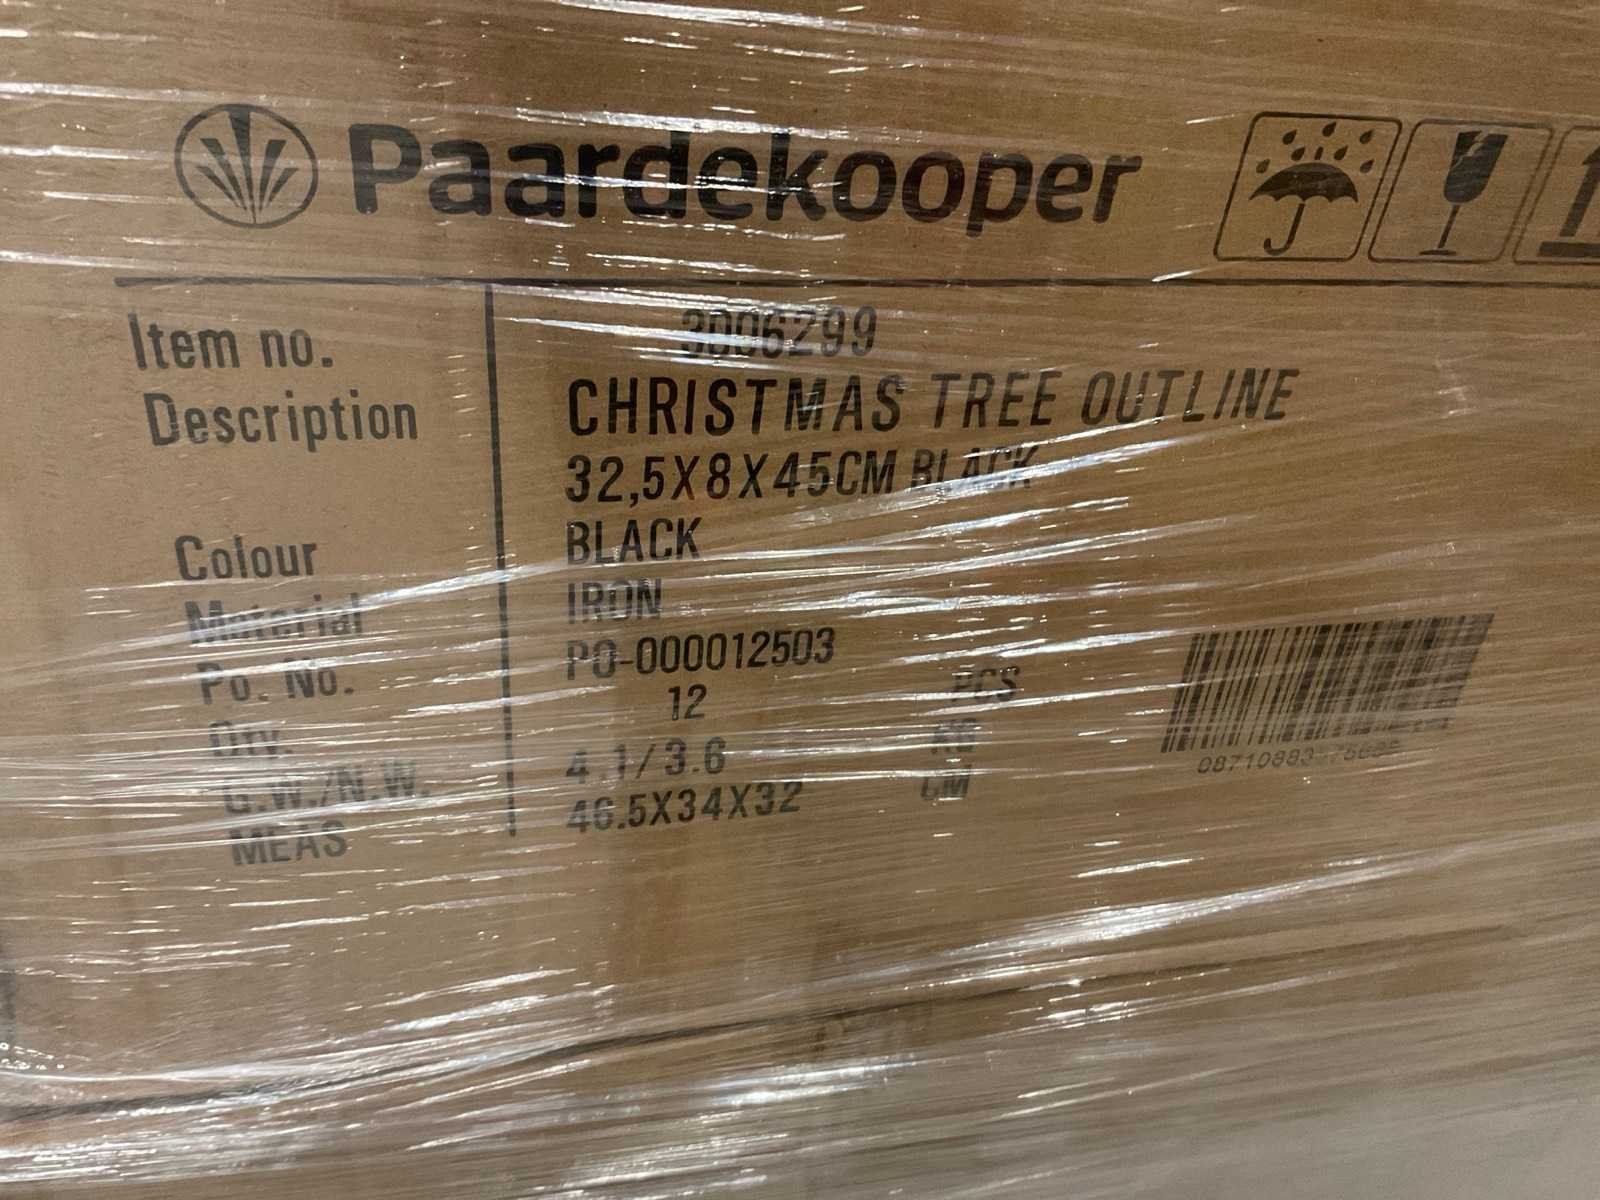 Paardekooper
Item no. 3006299
Description CHRISTMAS TREE OUTLINE
32,5X8X45CM BLACK
Colour BLACK
Material IRON
Po. No. PO-000012503
Qty. 12 PCS
G.W./N.W. 4.1/3.6 KG
MEAS 46.5X34X32 CM